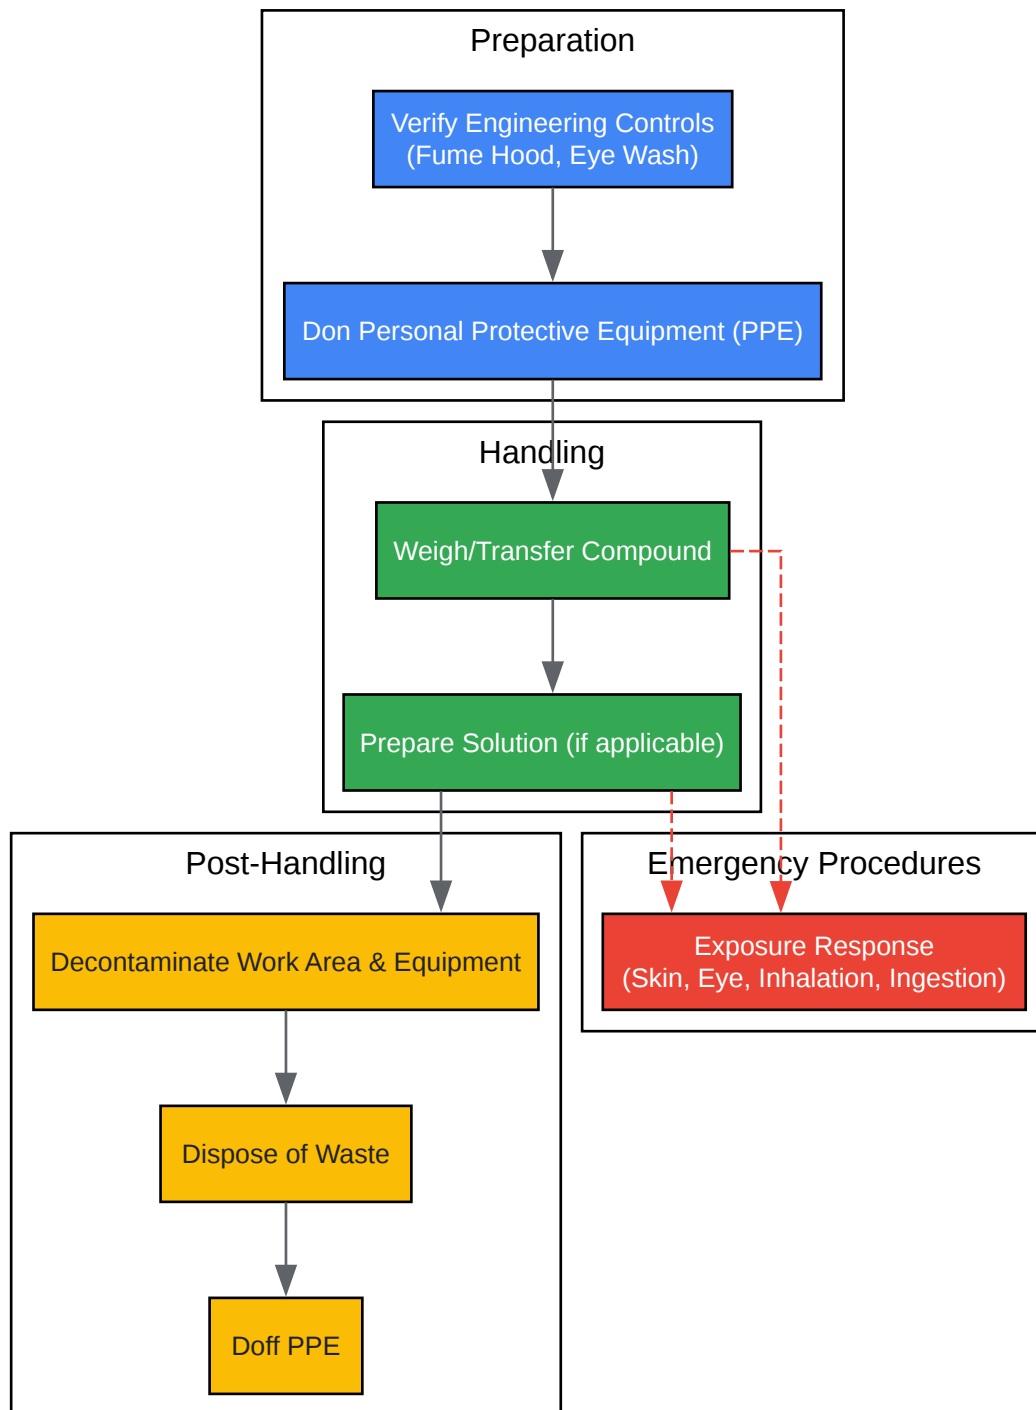 Preparation
Verify Engineering Controls
(Fume Hood, Eye Wash)
Don Personal Protective Equipment (PPE)
Handling
Weigh/Transfer Compound
Prepare Solution (if applicable)
Post-Handling
Decontaminate Work Area & Equipment
Dispose of Waste
Doff PPE
Emergency Procedures
Exposure Response
(Skin, Eye, Inhalation, Ingestion)